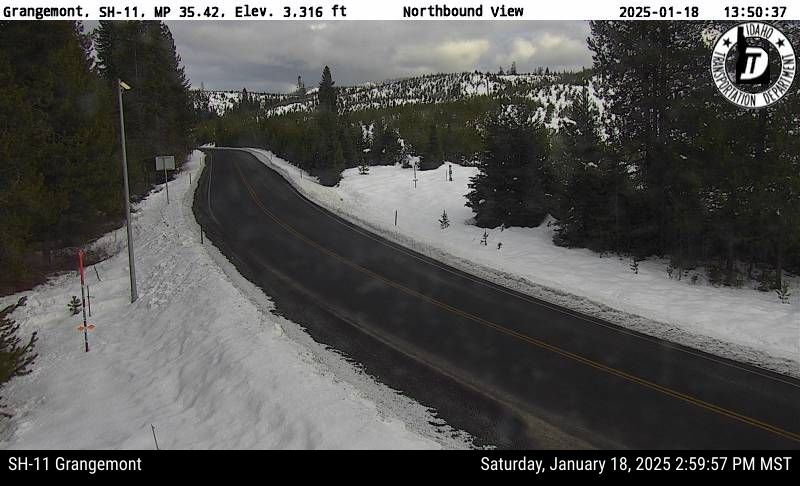 Grangemont, SH-11, MP 35.42, Elev. 3,316 ft Northbound View 2025-01-18 13:50:37
IDAHO
TRANSPORTATION DEPARTMENT
SH-11 Grangemont Saturday, January 18, 2025 2:59:57 PM MST